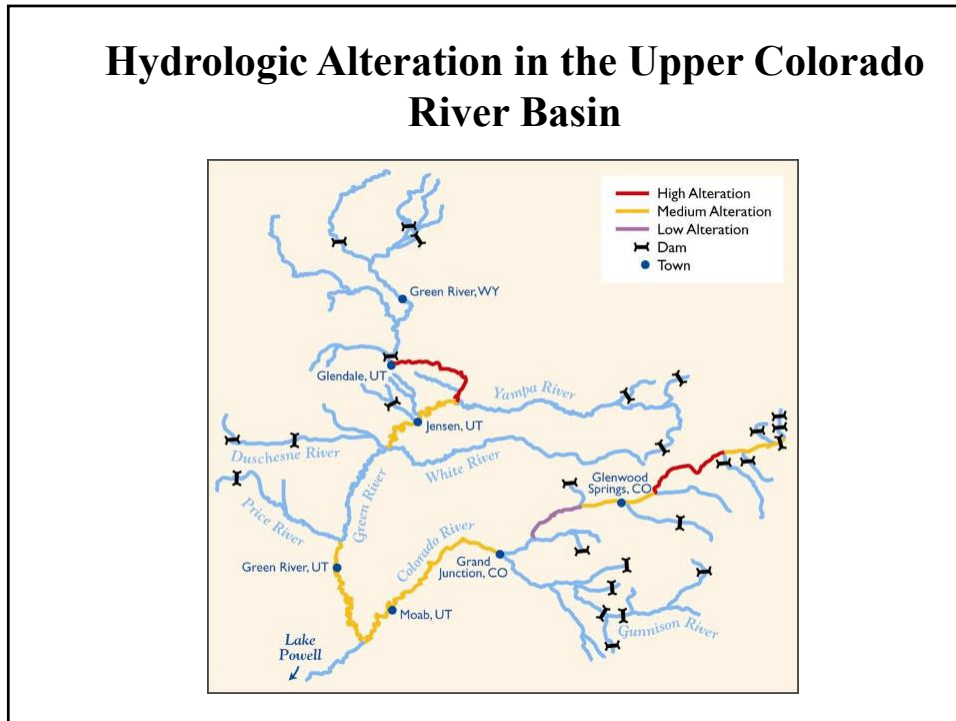 Hydrologic Alteration in the Upper Colorado
River Basin
High Alteration
Medium Alteration
Low Alteration
Dam
Town
Green River, WY
Glendale, UT
Yampa River
Jensen, UT
Duschesne River
White River
Glenwood
Springs, CO
Price River
Green River
Colorado River
Green River, UT
Grand
Junction, CO
Moab, UT
Gunnison River
Lake
Powell